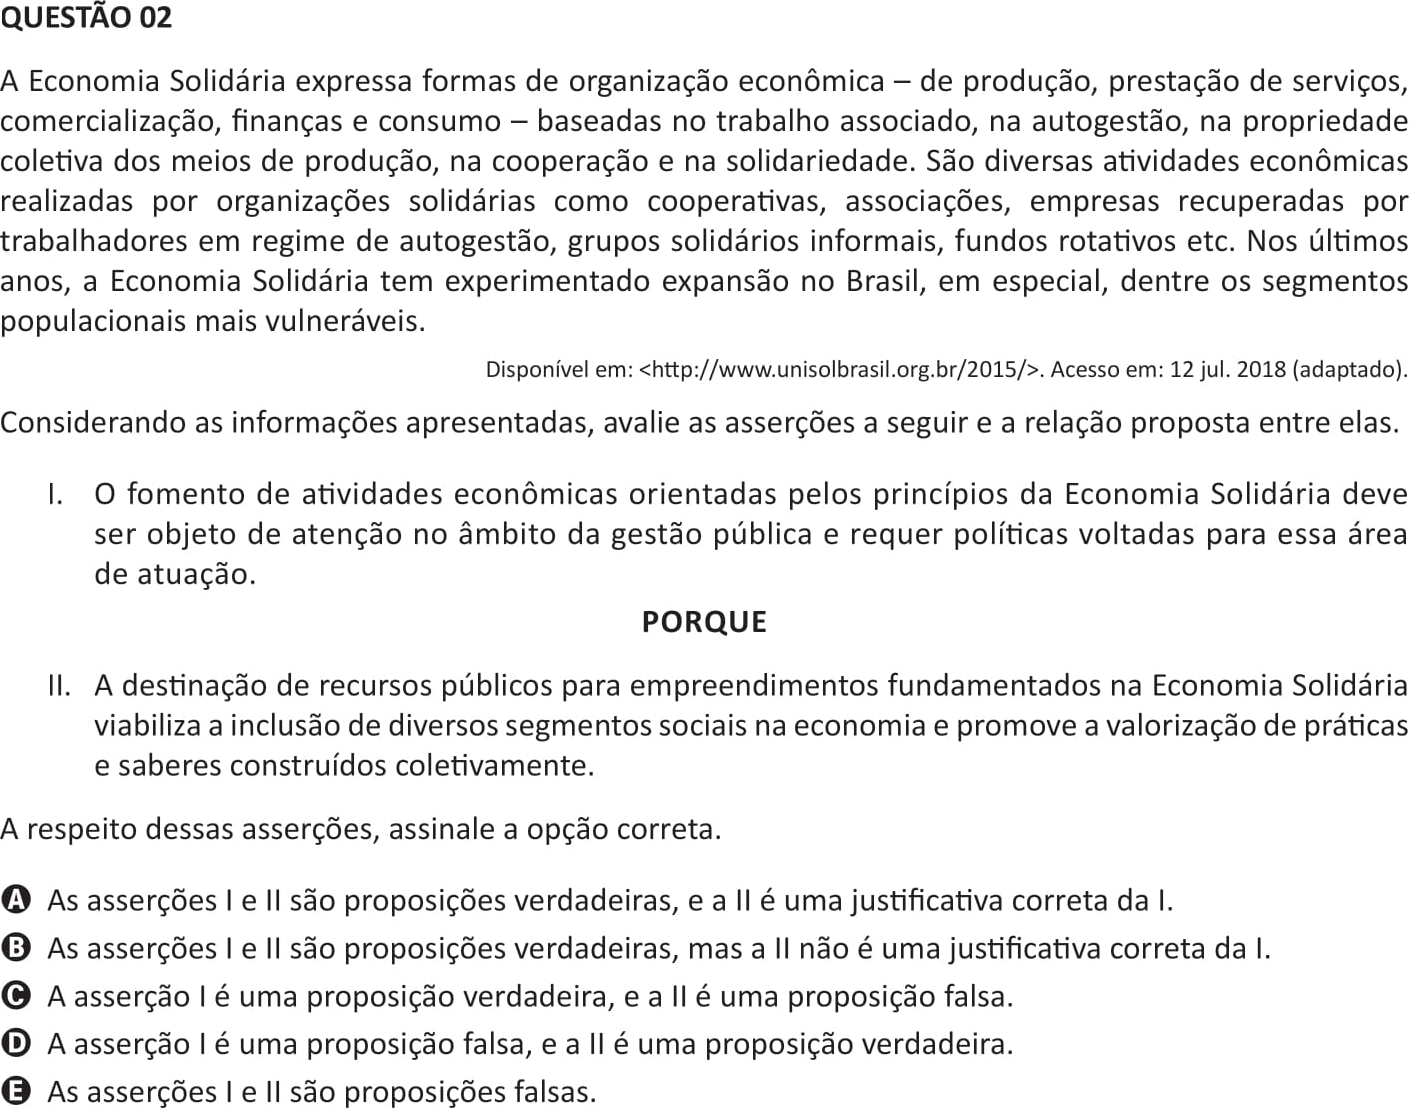 QUESTÃO 02
A Economia Solidária expressa formas de organização econômica – de produção, prestação de serviços,
comercialização, finanças e consumo – baseadas no trabalho associado, na autogestão, na propriedade
coletiva dos meios de produção, na cooperação e na solidariedade. São diversas atividades econômicas
realizadas por organizações solidárias como cooperativas, associações, empresas recuperadas por
trabalhadores em regime de autogestão, grupos solidários informais, fundos rotativos etc. Nos últimos
anos, a Economia Solidária tem experimentado expansão no Brasil, em especial, dentre os segmentos
populacionais mais vulneráveis.
Disponível em: <http://www.unisolbrasil.org.br/2015/>. Acesso em: 12 jul. 2018 (adaptado).
Considerando as informações apresentadas, avalie as asserções a seguir e a relação proposta entre elas.
I. O fomento de atividades econômicas orientadas pelos princípios da Economia Solidária deve
ser objeto de atenção no âmbito da gestão pública e requer políticas voltadas para essa área
de atuação.
PORQUE
II. A destinação de recursos públicos para empreendimentos fundamentados na Economia Solidária
viabiliza a inclusão de diversos segmentos sociais na economia e promove a valorização de práticas
e saberes construídos coletivamente.
A respeito dessas asserções, assinale a opção correta.
A As asserções I e II são proposições verdadeiras, e a II é uma justificativa correta da I.
B As asserções I e II são proposições verdadeiras, mas a II não é uma justificativa correta da I.
C A asserção I é uma proposição verdadeira, e a II é uma proposição falsa.
D A asserção I é uma proposição falsa, e a II é uma proposição verdadeira.
E As asserções I e II são proposições falsas.